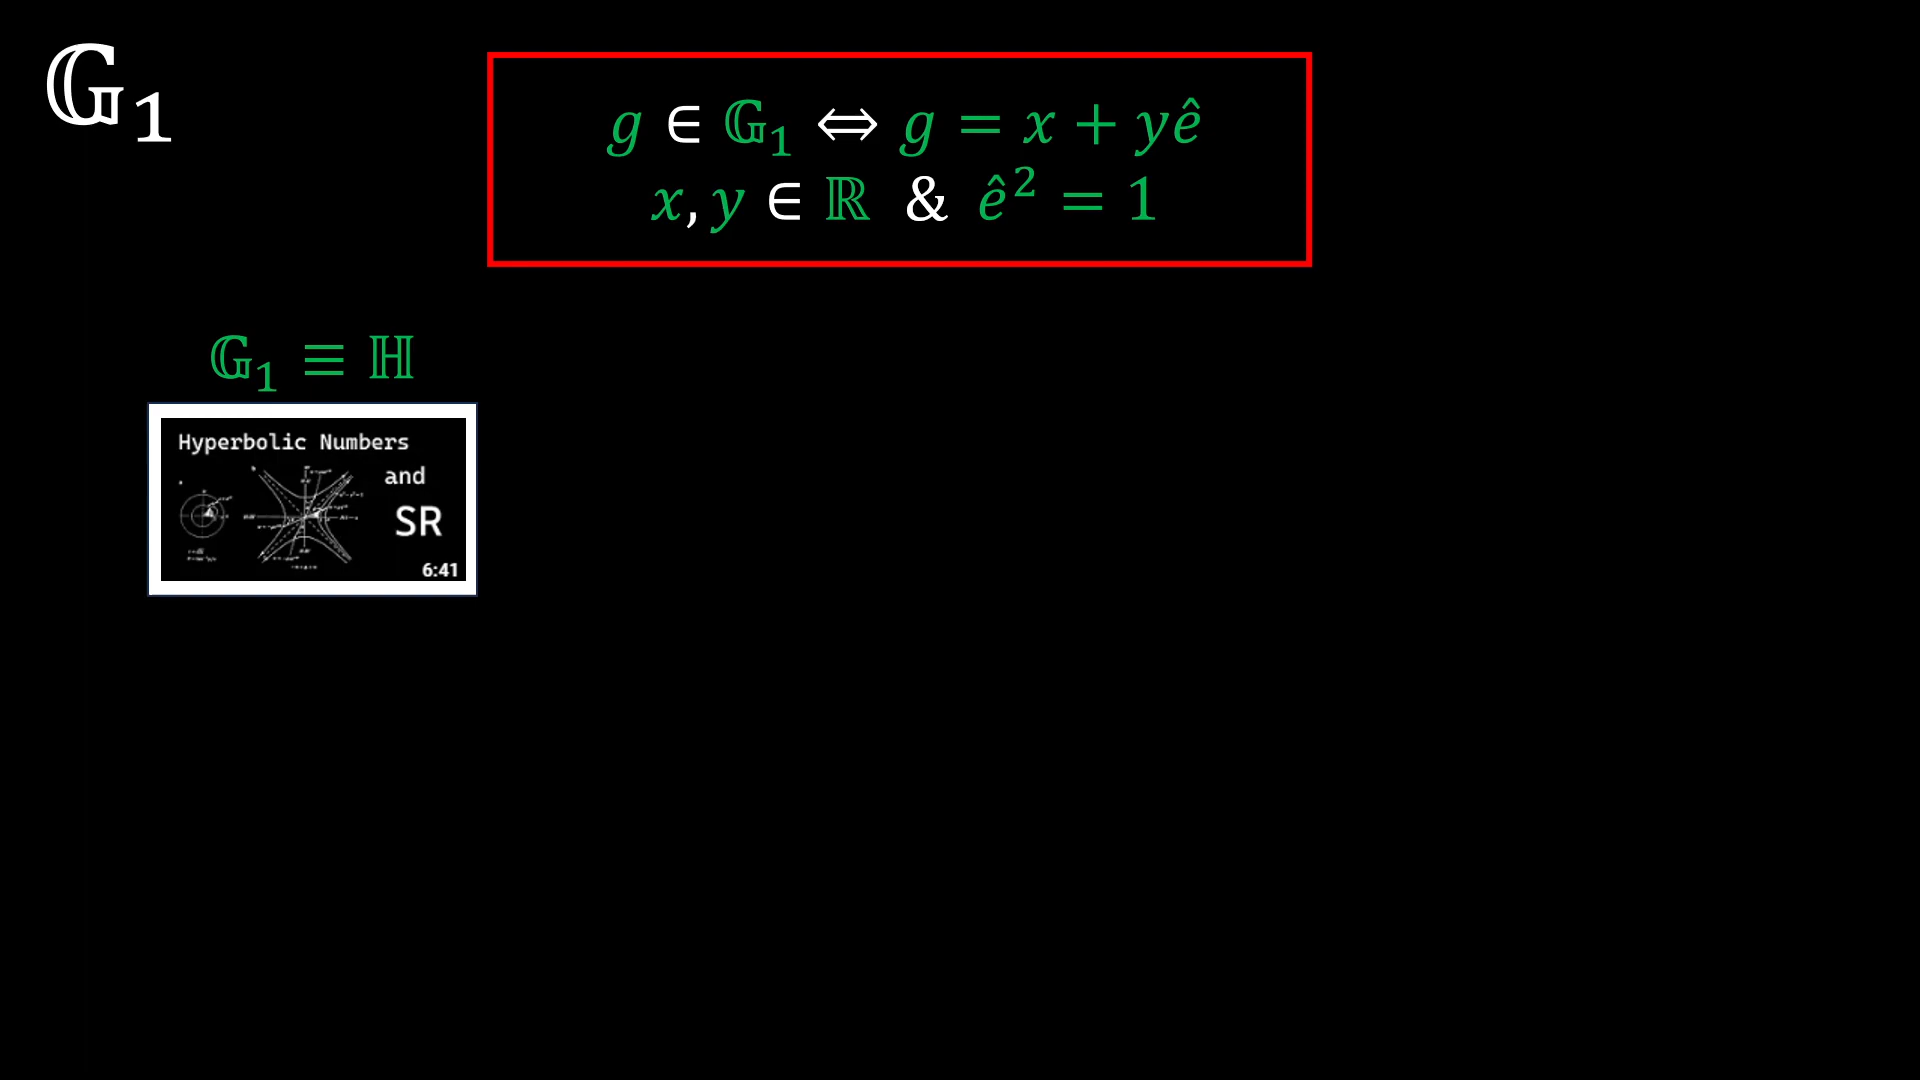 𝔾₁
g ∈ 𝔾₁ ⇔ g = x + yê
x, y ∈ ℝ & ê² = 1
𝔾₁ ≡ ℍ
Hyperbolic Numbers
and
SR
6:41